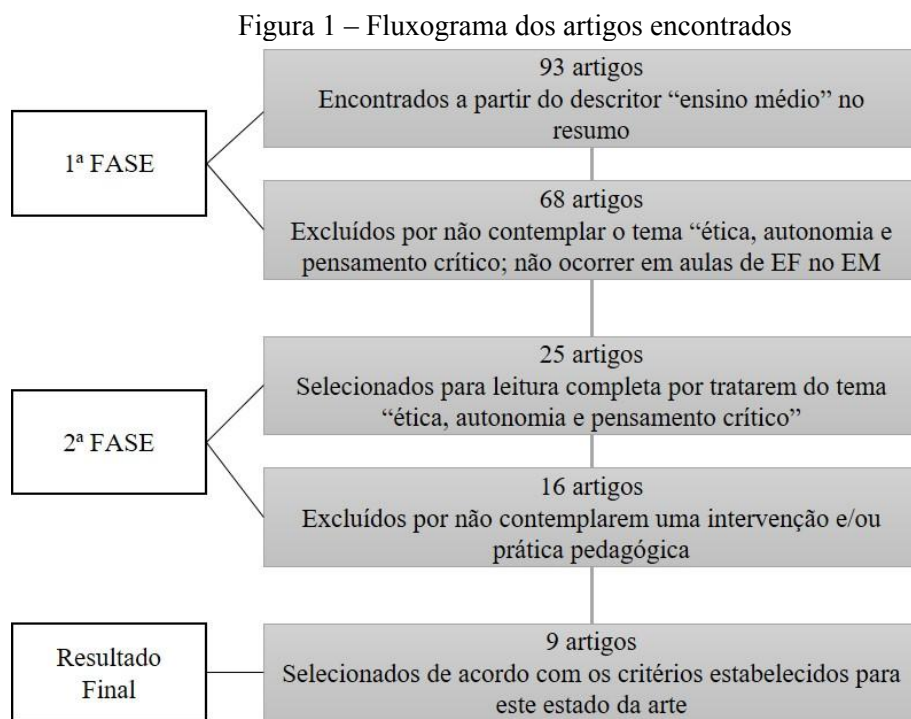 Figura 1 – Fluxograma dos artigos encontrados
1ª FASE
93 artigos
Encontrados a partir do descritor “ensino médio” no
resumo
68 artigos
Excluídos por não contemplar o tema “ética, autonomia e
pensamento crítico; não ocorrer em aulas de EF no EM
2ª FASE
25 artigos
Selecionados para leitura completa por tratarem do tema
“ética, autonomia e pensamento crítico”
16 artigos
Excluídos por não contemplarem uma intervenção e/ou
prática pedagógica
Resultado
Final
9 artigos
Selecionados de acordo com os critérios estabelecidos para
este estado da arte